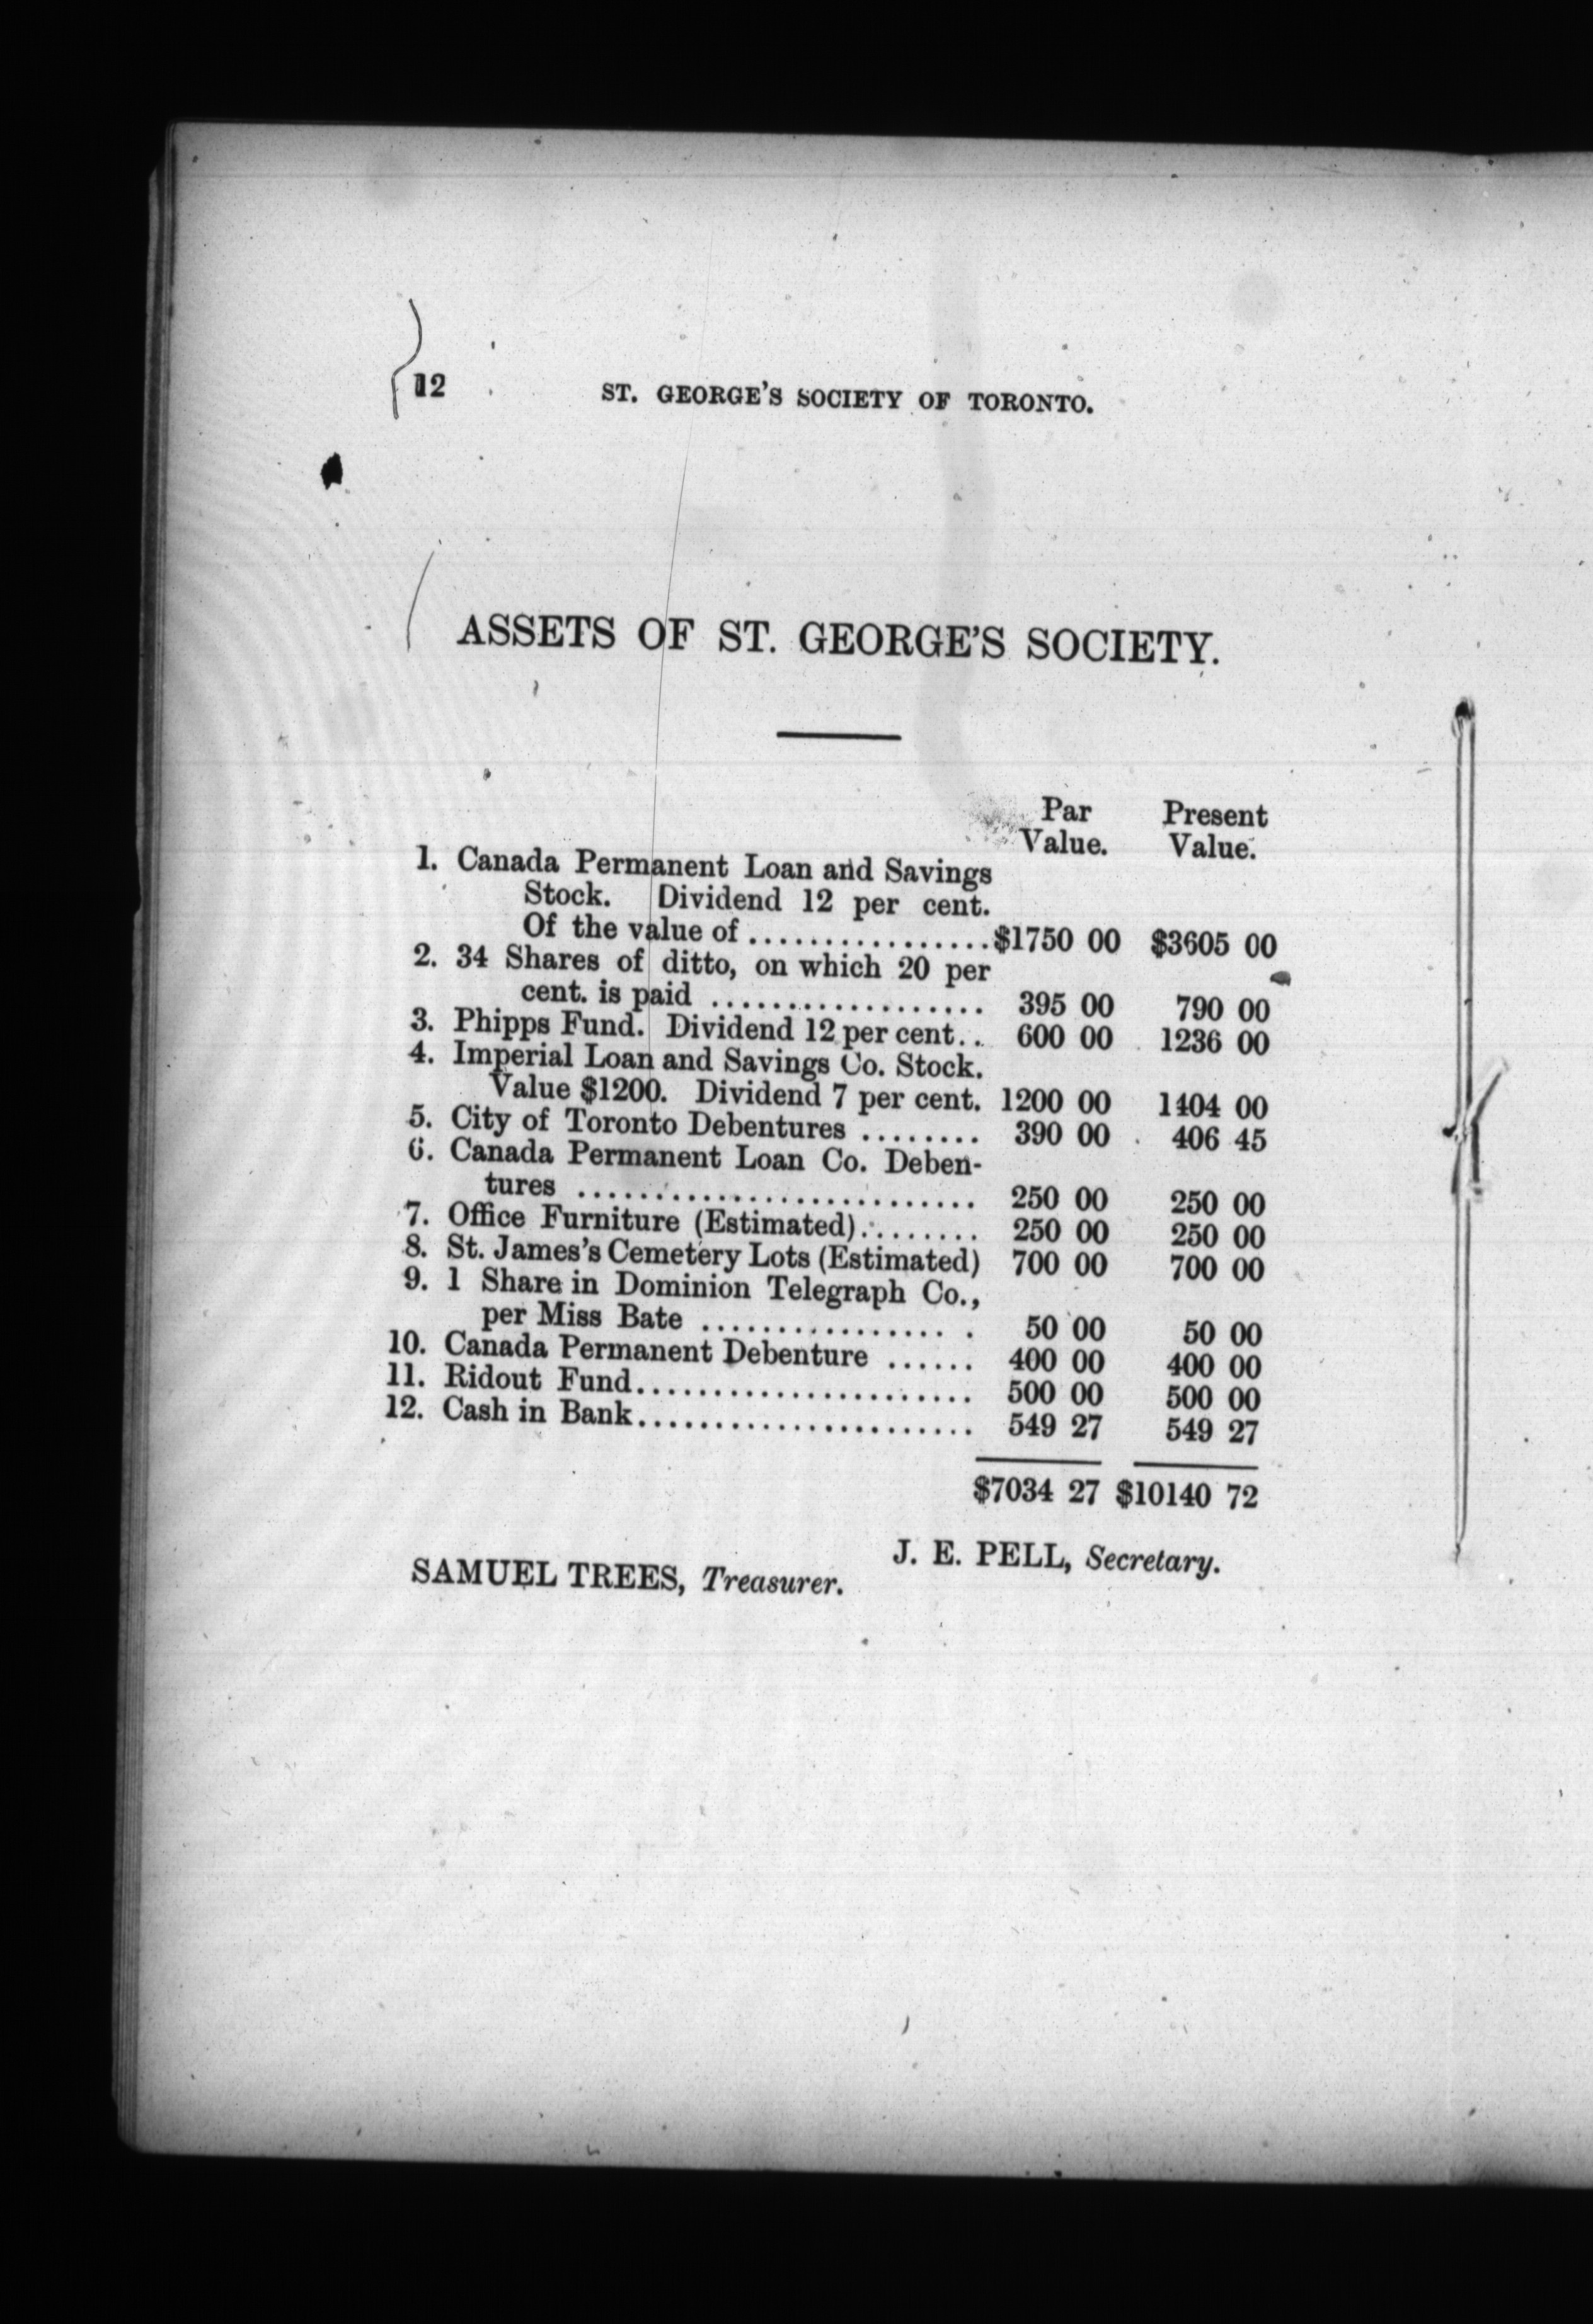 12 ST. GEORGE'S SOCIETY OF TORONTO.
ASSETS OF ST. GEORGE'S SOCIETY.
Par Present
Value. Value.
1. Canada Permanent Loan and Savings
Stock. Dividend 12 per cent.
Of the value of ................$1750 00 $3605 00
2. 34 Shares of ditto, on which 20 per
cent. is paid .................. 395 00 790 00
3. Phipps Fund. Dividend 12 per cent.. 600 00 1236 00
4. Imperial Loan and Savings Co. Stock.
Value $1200. Dividend 7 per cent. 1200 00 1404 00
5. City of Toronto Debentures ........ 390 00 406 45
6. Canada Permanent Loan Co. Deben-
tures .......................... 250 00 250 00
7. Office Furniture (Estimated)........ 250 00 250 00
8. St. James's Cemetery Lots (Estimated) 700 00 700 00
9. 1 Share in Dominion Telegraph Co.,
per Miss Bate ................ . 50 00 50 00
10. Canada Permanent Debenture ...... 400 00 400 00
11. Ridout Fund...................... 500 00 500 00
12. Cash in Bank...................... 549 27 549 27
$7034 27 $10140 72
J. E. PELL, Secretary.
SAMUEL TREES, Treasurer.